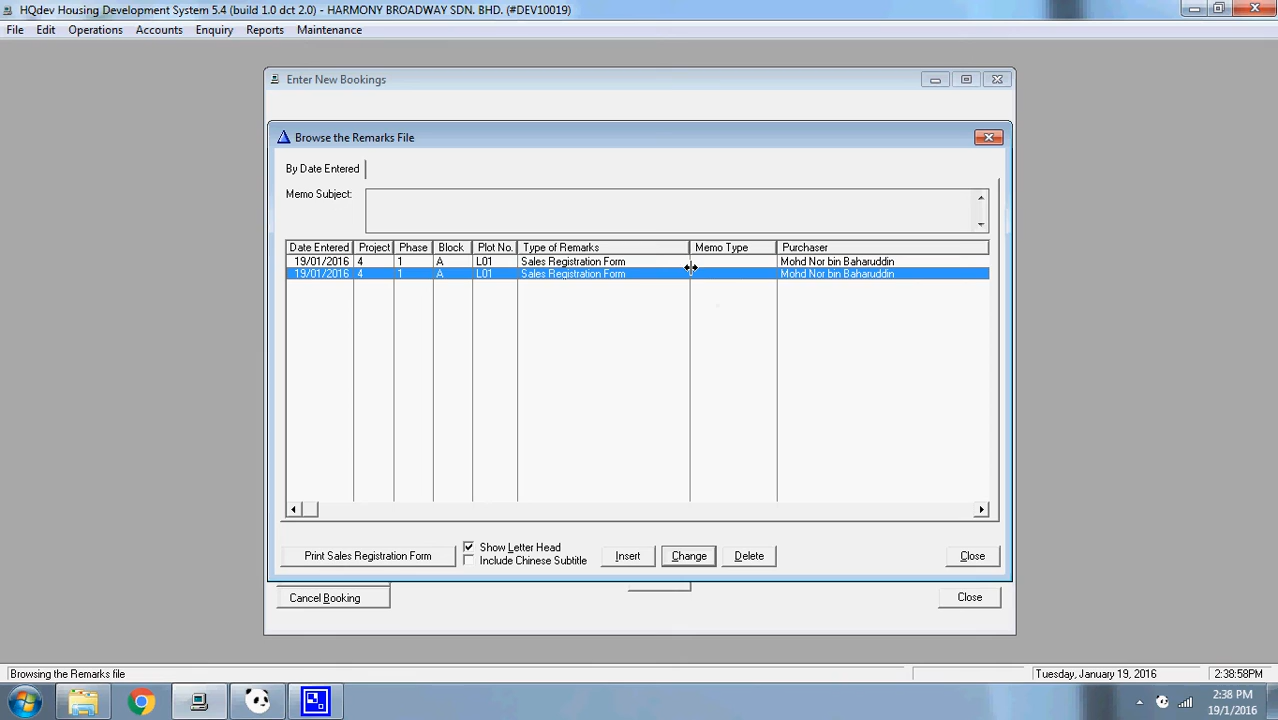 HQdev Housing Development System 5.4 (build 1.0 dct 2.0) - HARMONY BROADWAY SDN. BHD. (#DEV10019)
File Edit Operations Accounts Enquiry Reports Maintenance
Enter New Bookings
Browse the Remarks File
By Date Entered
Memo Subject:
Date Entered Project Phase Block Plot No. Type of Remarks Memo Type Purchaser
19/01/2016 4 1 A L01 Sales Registration Form Mohd Nor bin Baharuddin
19/01/2016 4 1 A L01 Sales Registration Form Mohd Nor bin Baharuddin
Print Sales Registration Form Show Letter Head Insert Change Delete Close
Include Chinese Subtitle
Cancel Booking Close
Browsing the Remarks file Tuesday, January 19, 2016 2:38:58PM
2:38 PM
19/1/2016